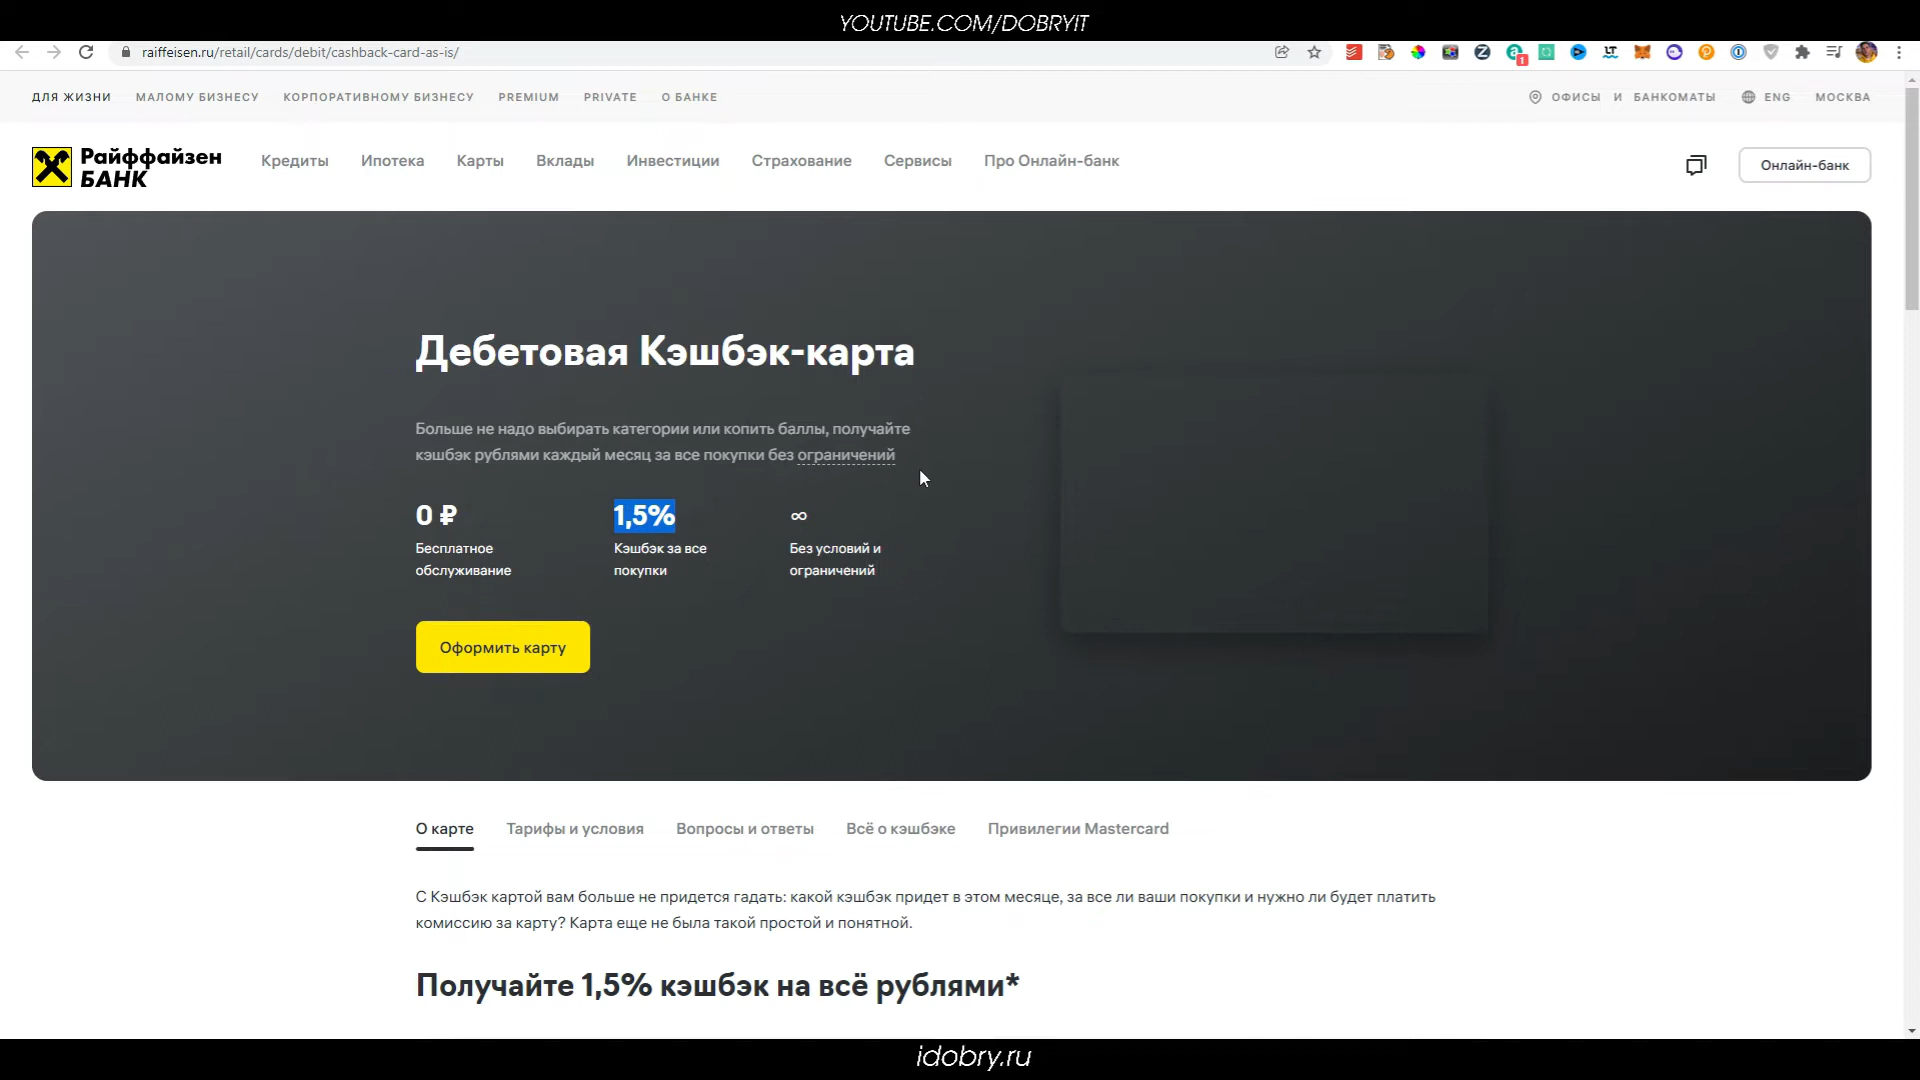 YOUTUBE.COM/DOBRYIT
raiffeisen.ru/retail/cards/debit/cashback-card-as-is/
1
ДЛЯ ЖИЗНИ МАЛОМУ БИЗНЕСУ КОРПОРАТИВНОМУ БИЗНЕСУ PREMIUM PRIVATE О БАНКЕ ОФИСЫ И БАНКОМАТЫ ENG МОСКВА
Райффайзен
БАНК
Кредиты Ипотека Карты Вклады Инвестиции Страхование Сервисы Про Онлайн-банк Онлайн-банк
Дебетовая Кэшбэк-карта
Больше не надо выбирать категории или копить баллы, получайте
кэшбэк рублями каждый месяц за все покупки без ограничений
0 ₽ 1,5% ∞
Бесплатное Кэшбэк за все Без условий и
обслуживание покупки ограничений
Оформить карту
О карте Тарифы и условия Вопросы и ответы Всё о кэшбэке Привилегии Mastercard
С Кэшбэк картой вам больше не придется гадать: какой кэшбэк придет в этом месяце, за все ли ваши покупки и нужно ли будет платить
комиссию за карту? Карта еще не была такой простой и понятной.
Получайте 1,5% кэшбэк на всё рублями*
idobry.ru